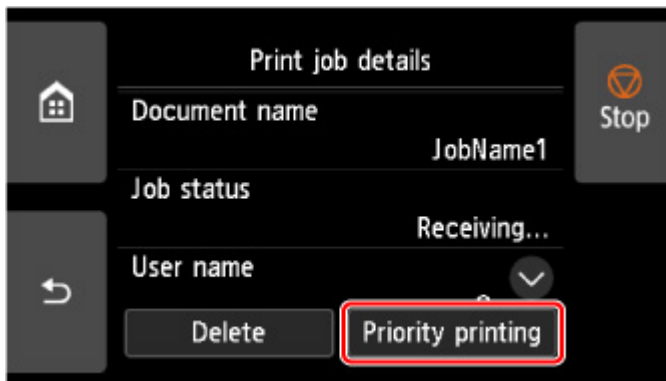 Print job details
Stop
Document name
JobName1
Job status
Receiving...
User name
Delete
Priority printing